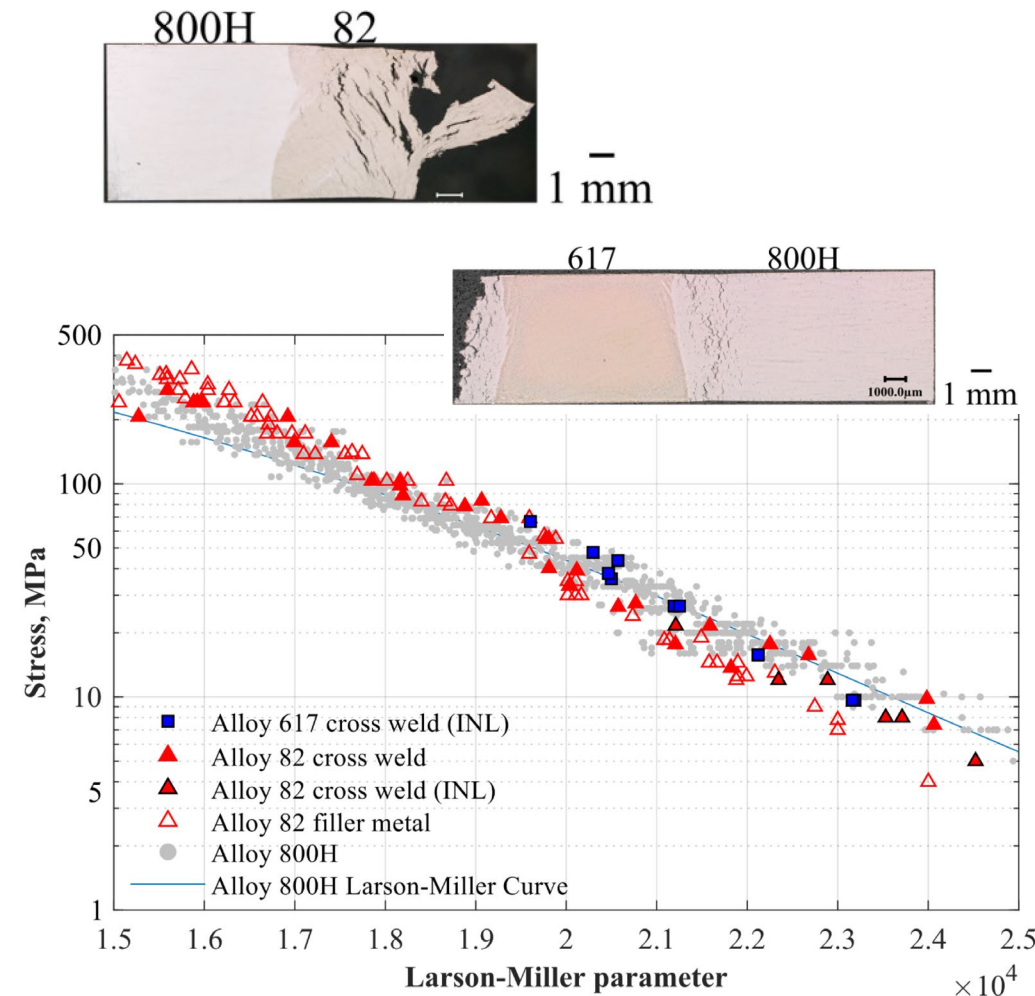 800H 82
1 mm
617 800H
1000.0µm
1 mm
500
100
50
10
5
1
Stress, MPa
Alloy 617 cross weld (INL)
Alloy 82 cross weld
Alloy 82 cross weld (INL)
Alloy 82 filler metal
Alloy 800H
Alloy 800H Larson-Miller Curve
1.5 1.6 1.7 1.8 1.9 2 2.1 2.2 2.3 2.4 2.5
Larson-Miller parameter
×10⁴